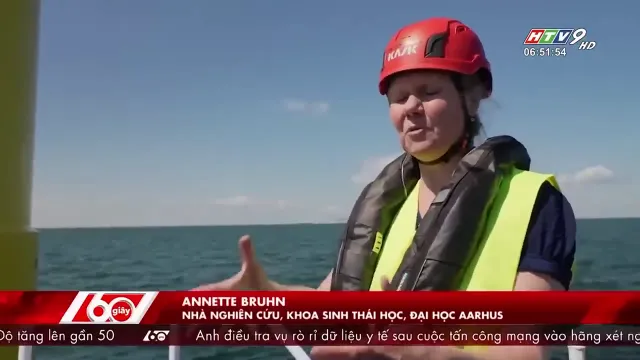 HTV9 HD
06:51:54
KASK
ANNETTE BRUHN
60 giây
NHÀ NGHIÊN CỨU, KHOA SINH THÁI HỌC, ĐẠI HỌC AARHUS
Độ tăng lên gần 50 60 giây Anh điều tra vụ rò rỉ dữ liệu y tế sau cuộc tấn công mạng vào hãng xét ng